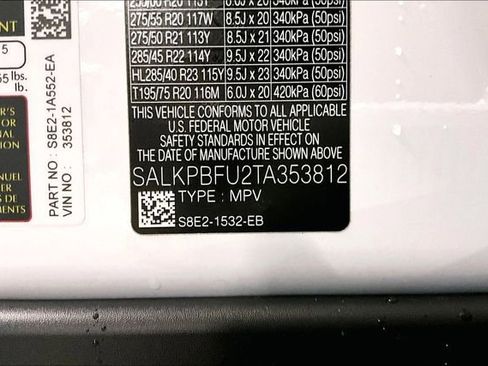 275/55 R20 117W 8.5J x 20 340kPa (50psi)
275/50 R21 113Y 8.5J x 21 340kPa (50psi)
285/45 R22 114Y 9.5J x 22 340kPa (50psi)
HL285/40 R23 115Y 9.5J x 23 340kPa (50psi)
T195/75 R20 116M 6.0J x 20 420kPa (60psi)
THIS VEHICLE CONFORMS TO ALL APPLICABLE
U.S. FEDERAL MOTOR VEHICLE
SAFETY STANDARDS IN EFFECT ON THE
DATE OF MANUFACTURE SHOWN ABOVE
SALKPBFU2TA353812
TYPE : MPV
S8E2-1532-EB
PART NO: S8E2-1A552-EA
VIN NO: 353812
5
lbs.
lb.